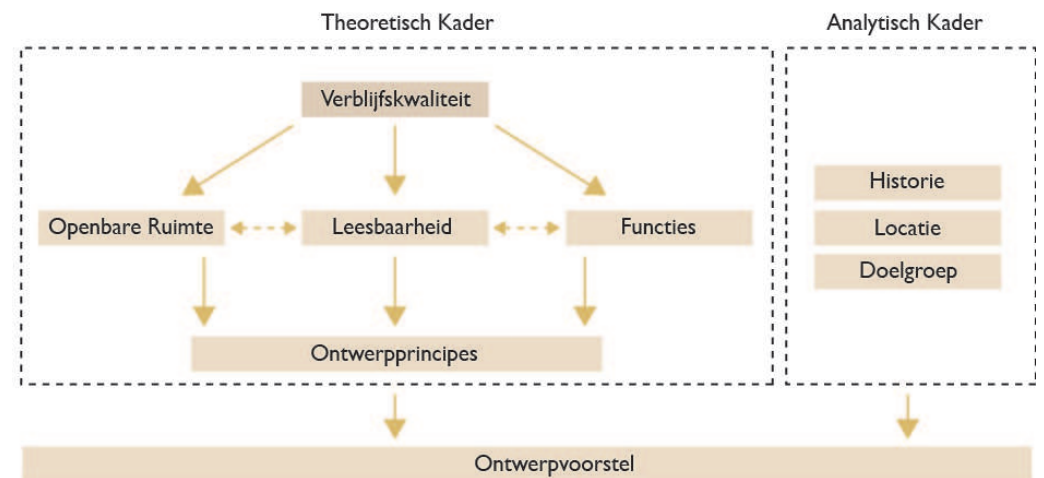 Theoretisch Kader
Analytisch Kader
Verblijfskwaliteit
Historie
Openbare Ruimte
Leesbaarheid
Functies
Locatie
Doelgroep
Ontwerpprincipes
Ontwerpvoorstel